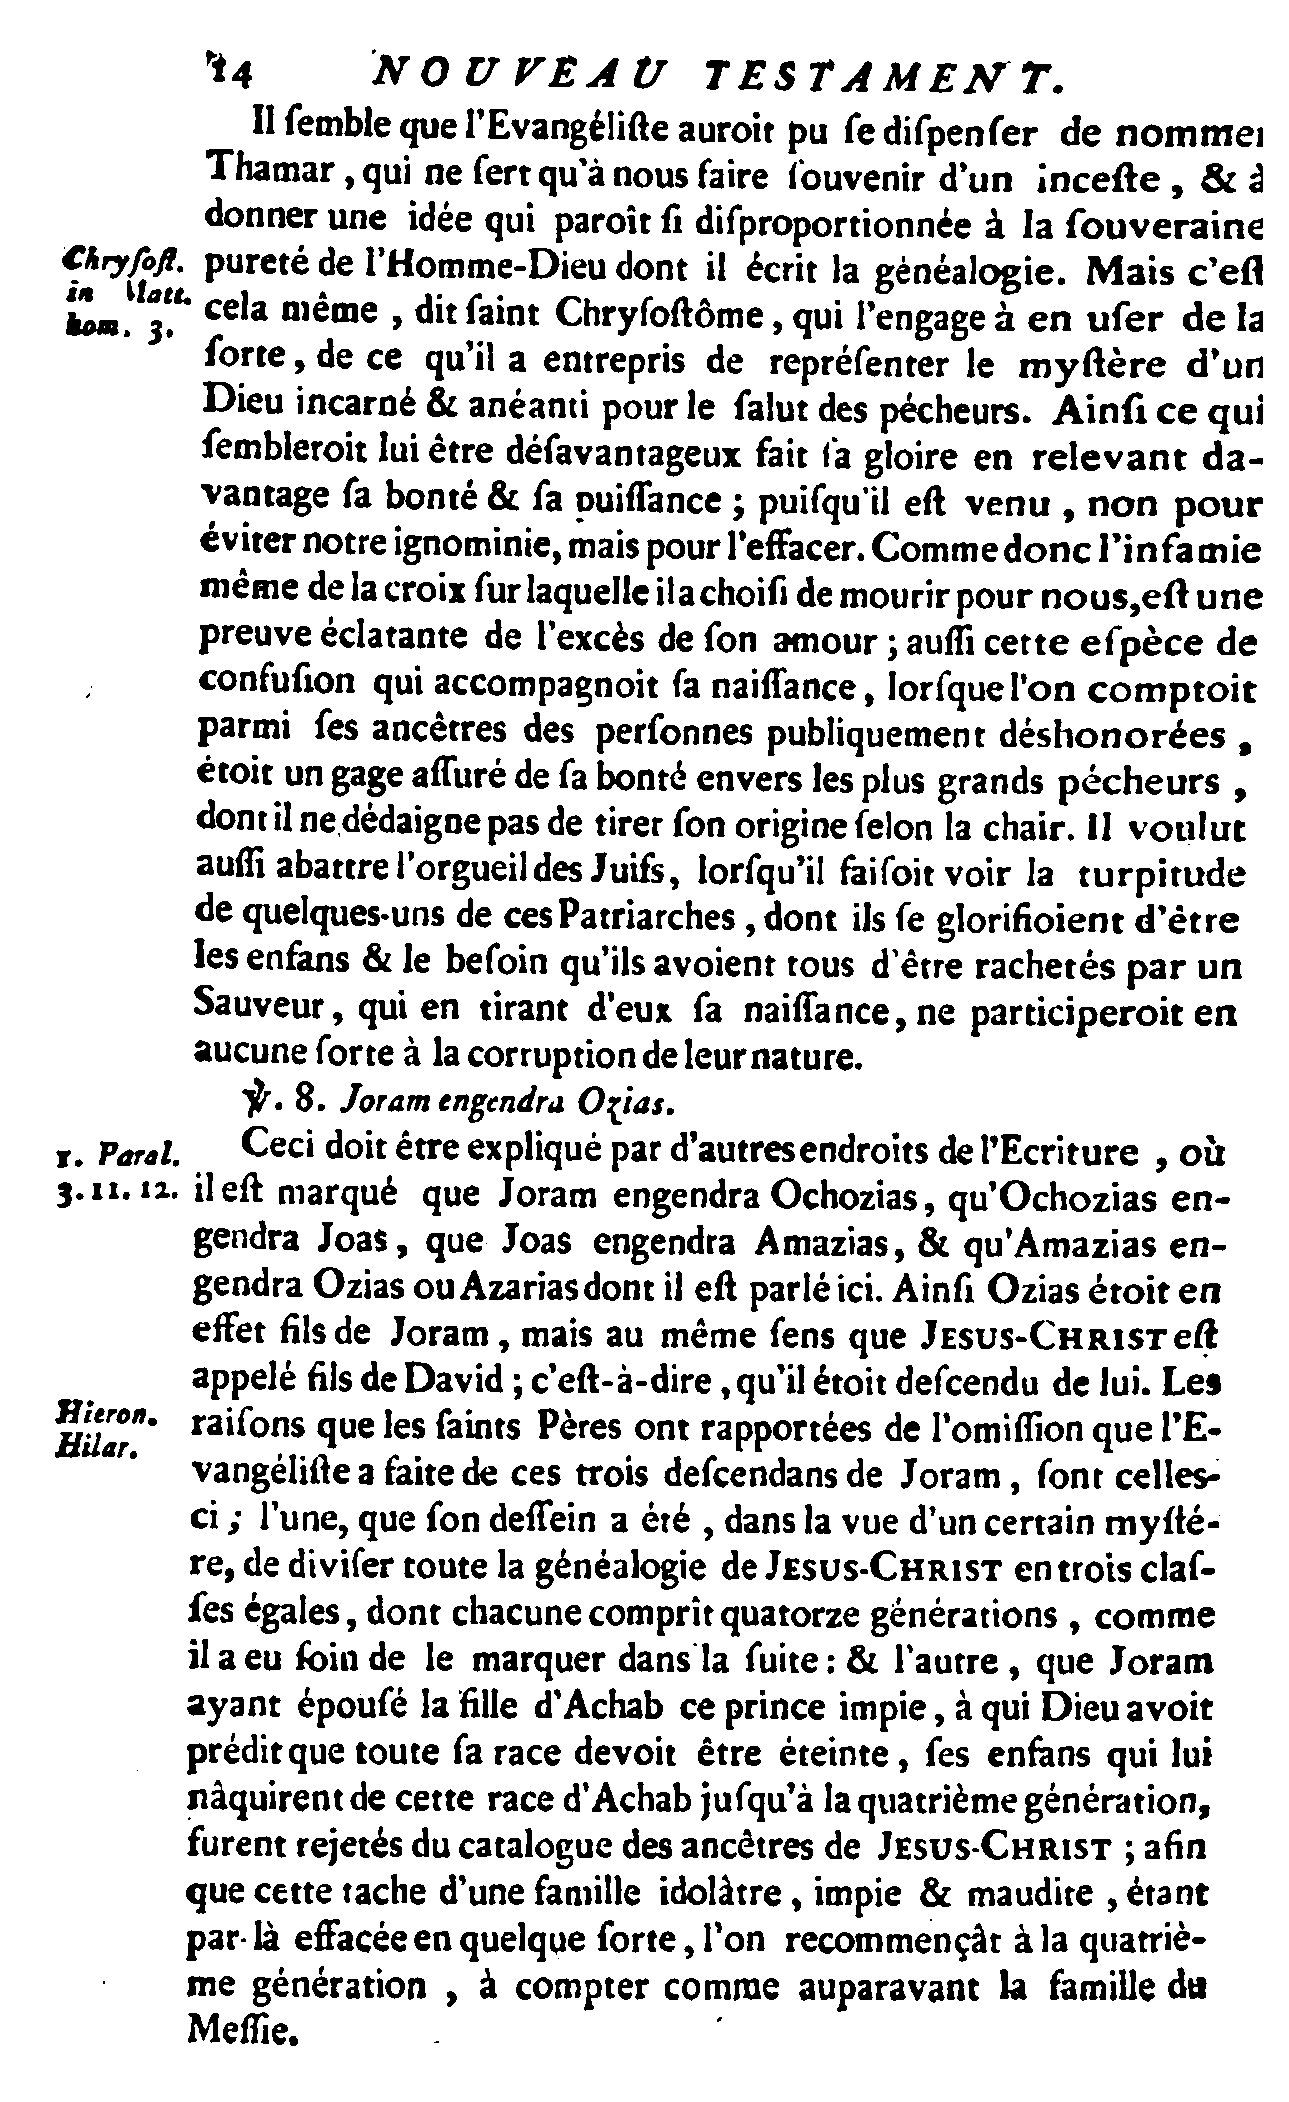 14 NOUVEAU TESTAMENT.
Il ſemble que l'Evangéliſte auroit pu ſe diſpenſer de nommer
Thamar, qui ne ſert qu'à nous faire ſouvenir d'un inceſte, & à
donner une idée qui paroît ſi diſproportionnée à la ſouveraine
Chryſoſt. pureté de l'Homme-Dieu dont il écrit la généalogie. Mais c'eſt
in Matt. cela même, dit ſaint Chryſoſtôme, qui l'engage à en uſer de la
hom. 3. ſorte, de ce qu'il a entrepris de repréſenter le myſtère d'un
Dieu incarné & anéanti pour le ſalut des pécheurs. Ainſi ce qui
ſembleroit lui être déſavantageux fait ſa gloire en relevant da-
vantage ſa bonté & ſa puiſſance ; puiſqu'il eſt venu, non pour
éviter notre ignominie, mais pour l'effacer. Comme donc l'infamie
même de la croix ſur laquelle il a choiſi de mourir pour nous, eſt une
preuve éclatante de l'excès de ſon amour ; auſſi cette eſpèce de
confuſion qui accompagnoit ſa naiſſance, lorſque l'on comptoit
parmi ſes ancêtres des perſonnes publiquement déshonorées,
étoit un gage aſſuré de ſa bonté envers les plus grands pécheurs,
dont il ne dédaigne pas de tirer ſon origine ſelon la chair. Il voulut
auſſi abattre l'orgueil des Juifs, lorſqu'il faiſoit voir la turpitude
de quelques-uns de ces Patriarches, dont ils ſe glorifioient d'être
les enfans & le beſoin qu'ils avoient tous d'être rachetés par un
Sauveur, qui en tirant d'eux ſa naiſſance, ne participeroit en
aucune ſorte à la corruption de leur nature.
℣. 8. Joram engendra Ozias.
1. Paral. Ceci doit être expliqué par d'autres endroits de l'Ecriture, où
3. 11. 12. il eſt marqué que Joram engendra Ochozias, qu'Ochozias en-
gendra Joas, que Joas engendra Amazias, & qu'Amazias en-
gendra Ozias ou Azarias dont il eſt parlé ici. Ainſi Ozias étoit en
effet fils de Joram, mais au même ſens que JESUS-CHRIST eſt
appelé fils de David ; c'eſt-à-dire, qu'il étoit deſcendu de lui. Les
Hieron. raiſons que les ſaints Pères ont rapportées de l'omiſſion que l'E-
Hilar. vangéliſte a faite de ces trois deſcendans de Joram, ſont celles-
ci ; l'une, que ſon deſſein a été, dans la vue d'un certain myſté-
re, de diviſer toute la généalogie de JESUS-CHRIST en trois claſ-
ſes égales, dont chacune comprît quatorze générations, comme
il a eu ſoin de le marquer dans la ſuite : & l'autre, que Joram
ayant épouſé la fille d'Achab ce prince impie, à qui Dieu avoit
prédit que toute ſa race devoit être éteinte, ſes enfans qui lui
nâquirent de cette race d'Achab juſqu'à la quatrième génération,
furent rejetés du catalogue des ancêtres de JESUS-CHRIST ; afin
que cette tache d'une famille idolâtre, impie & maudite, étant
par-là effacée en quelque ſorte, l'on recommençât à la quatriè-
me génération, à compter comme auparavant la famille du
Meſſie.